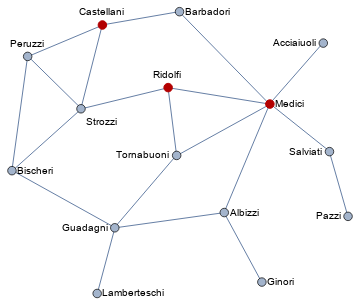 Castellani
Barbadori
Peruzzi
Acciaiuoli
Ridolfi
Medici
Strozzi
Tornabuoni
Salviati
Bischeri
Albizzi
Pazzi
Guadagni
Ginori
Lamberteschi